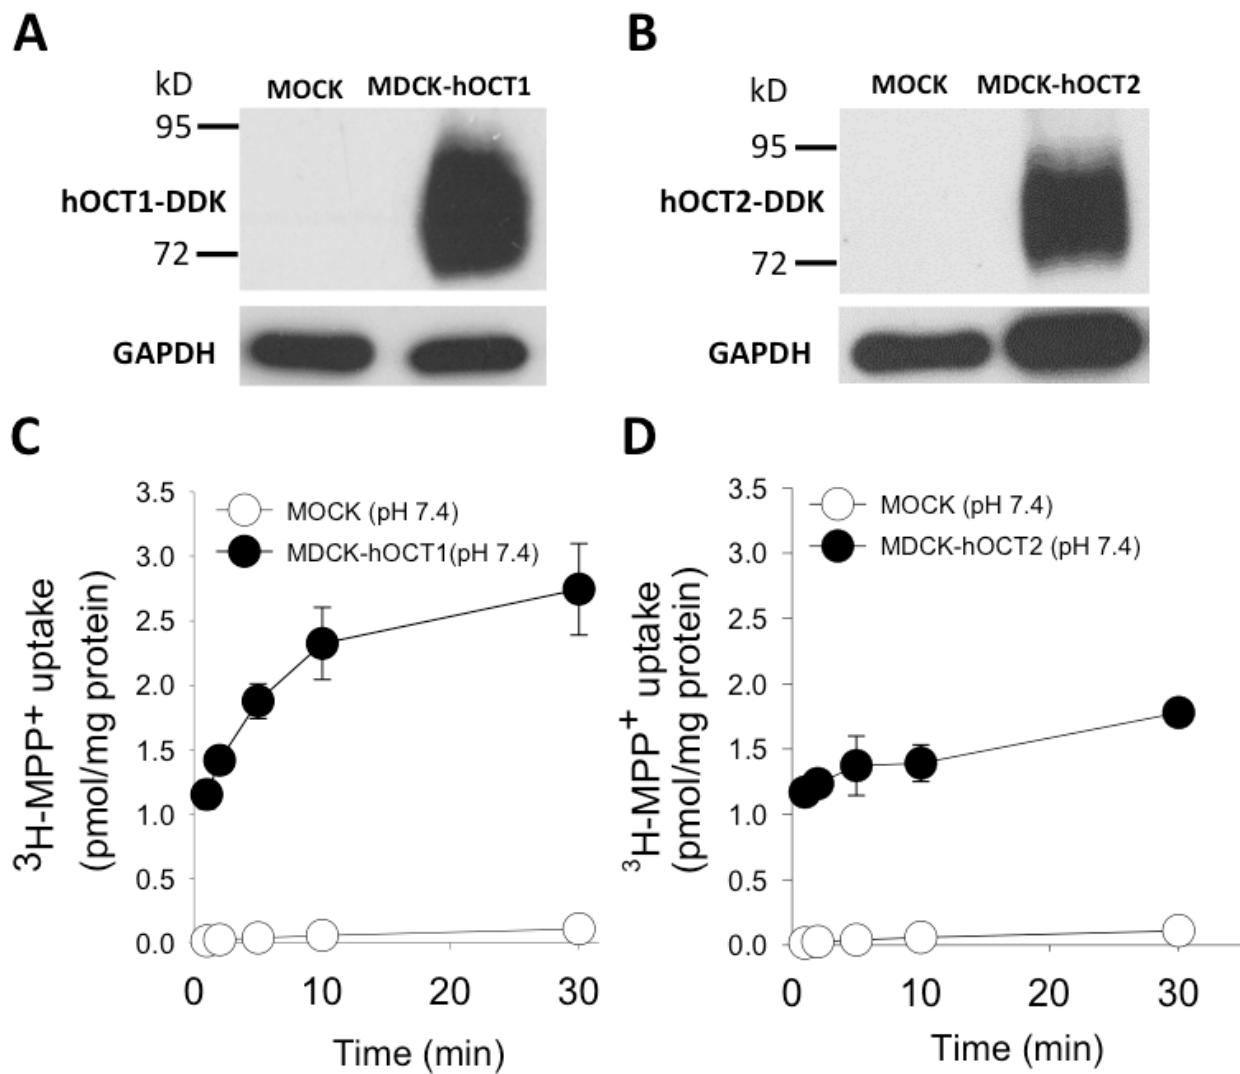 A
kD
MOCK MDCK-hOCT1
95
hOCT1-DDK
72
GAPDH
B
kD
MOCK MDCK-hOCT2
95
hOCT2-DDK
72
GAPDH
C
3.5
3.0
2.5
2.0
1.5
1.0
0.5
0.0
³H-MPP⁺ uptake
(pmol/mg protein)
MOCK (pH 7.4)
MDCK-hOCT1(pH 7.4)
0 10 20 30
Time (min)
D
3.5
3.0
2.5
2.0
1.5
1.0
0.5
0.0
³H-MPP⁺ uptake
(pmol/mg protein)
MOCK (pH 7.4)
MDCK-hOCT2 (pH 7.4)
0 10 20 30
Time (min)